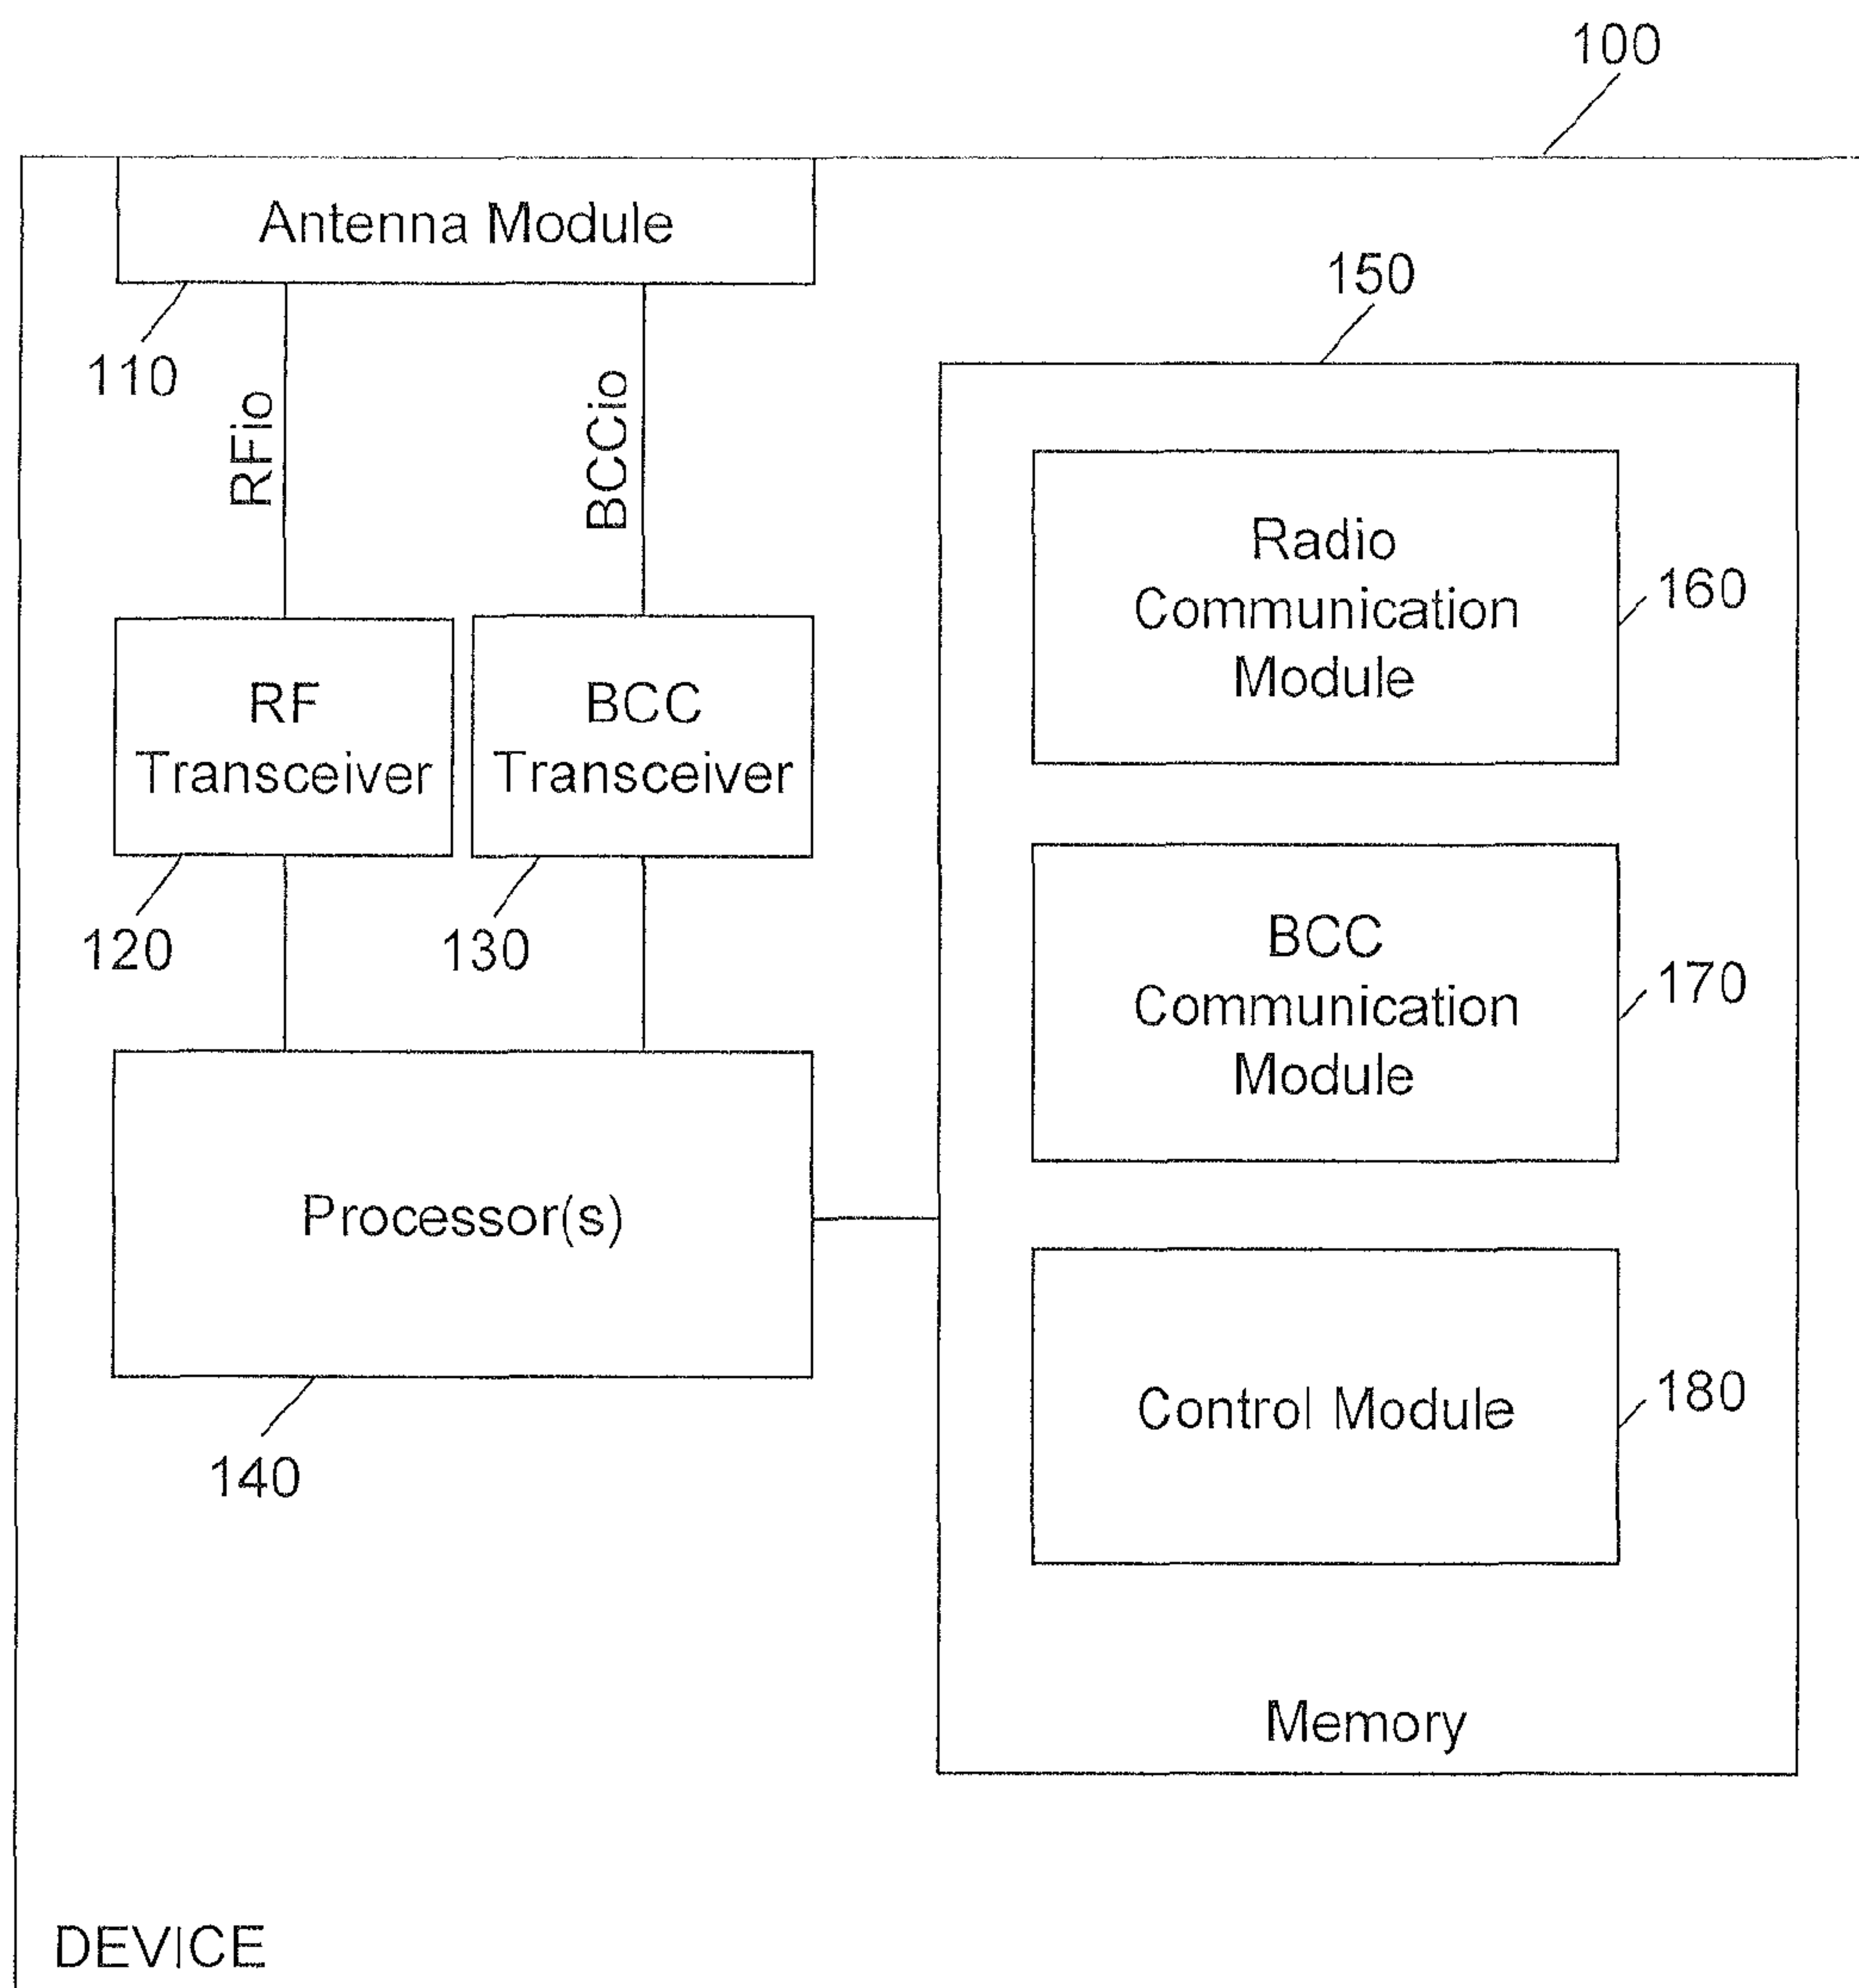 100
Antenna Module
110
RFio
BCCio
150
RF
Transceiver
BCC
Transceiver
120
130
Processor(s)
140
Radio
Communication
Module
160
BCC
Communication
Module
170
Control Module
180
Memory
DEVICE